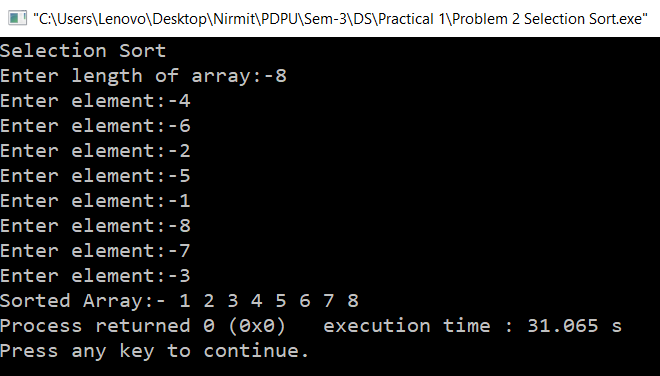 "C:\Users\Lenovo\Desktop\Nirmit\PDPU\Sem-3\DS\Practical 1\Problem 2 Selection Sort.exe"
Selection Sort
Enter length of array:-8
Enter element:-4
Enter element:-6
Enter element:-2
Enter element:-5
Enter element:-1
Enter element:-8
Enter element:-7
Enter element:-3
Sorted Array:- 1 2 3 4 5 6 7 8
Process returned 0 (0x0)   execution time : 31.065 s
Press any key to continue.